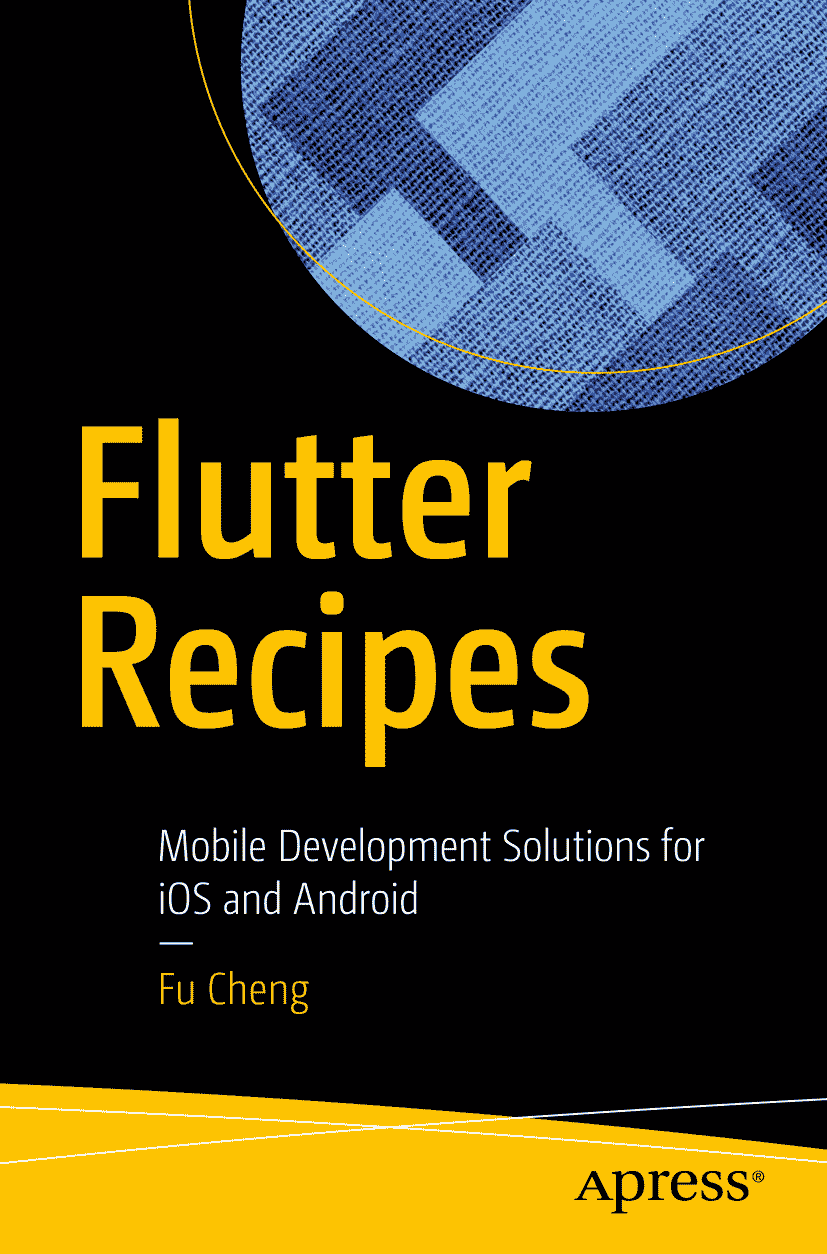 Flutter
Recipes
Mobile Development Solutions for
iOS and Android
Fu Cheng
Apress®